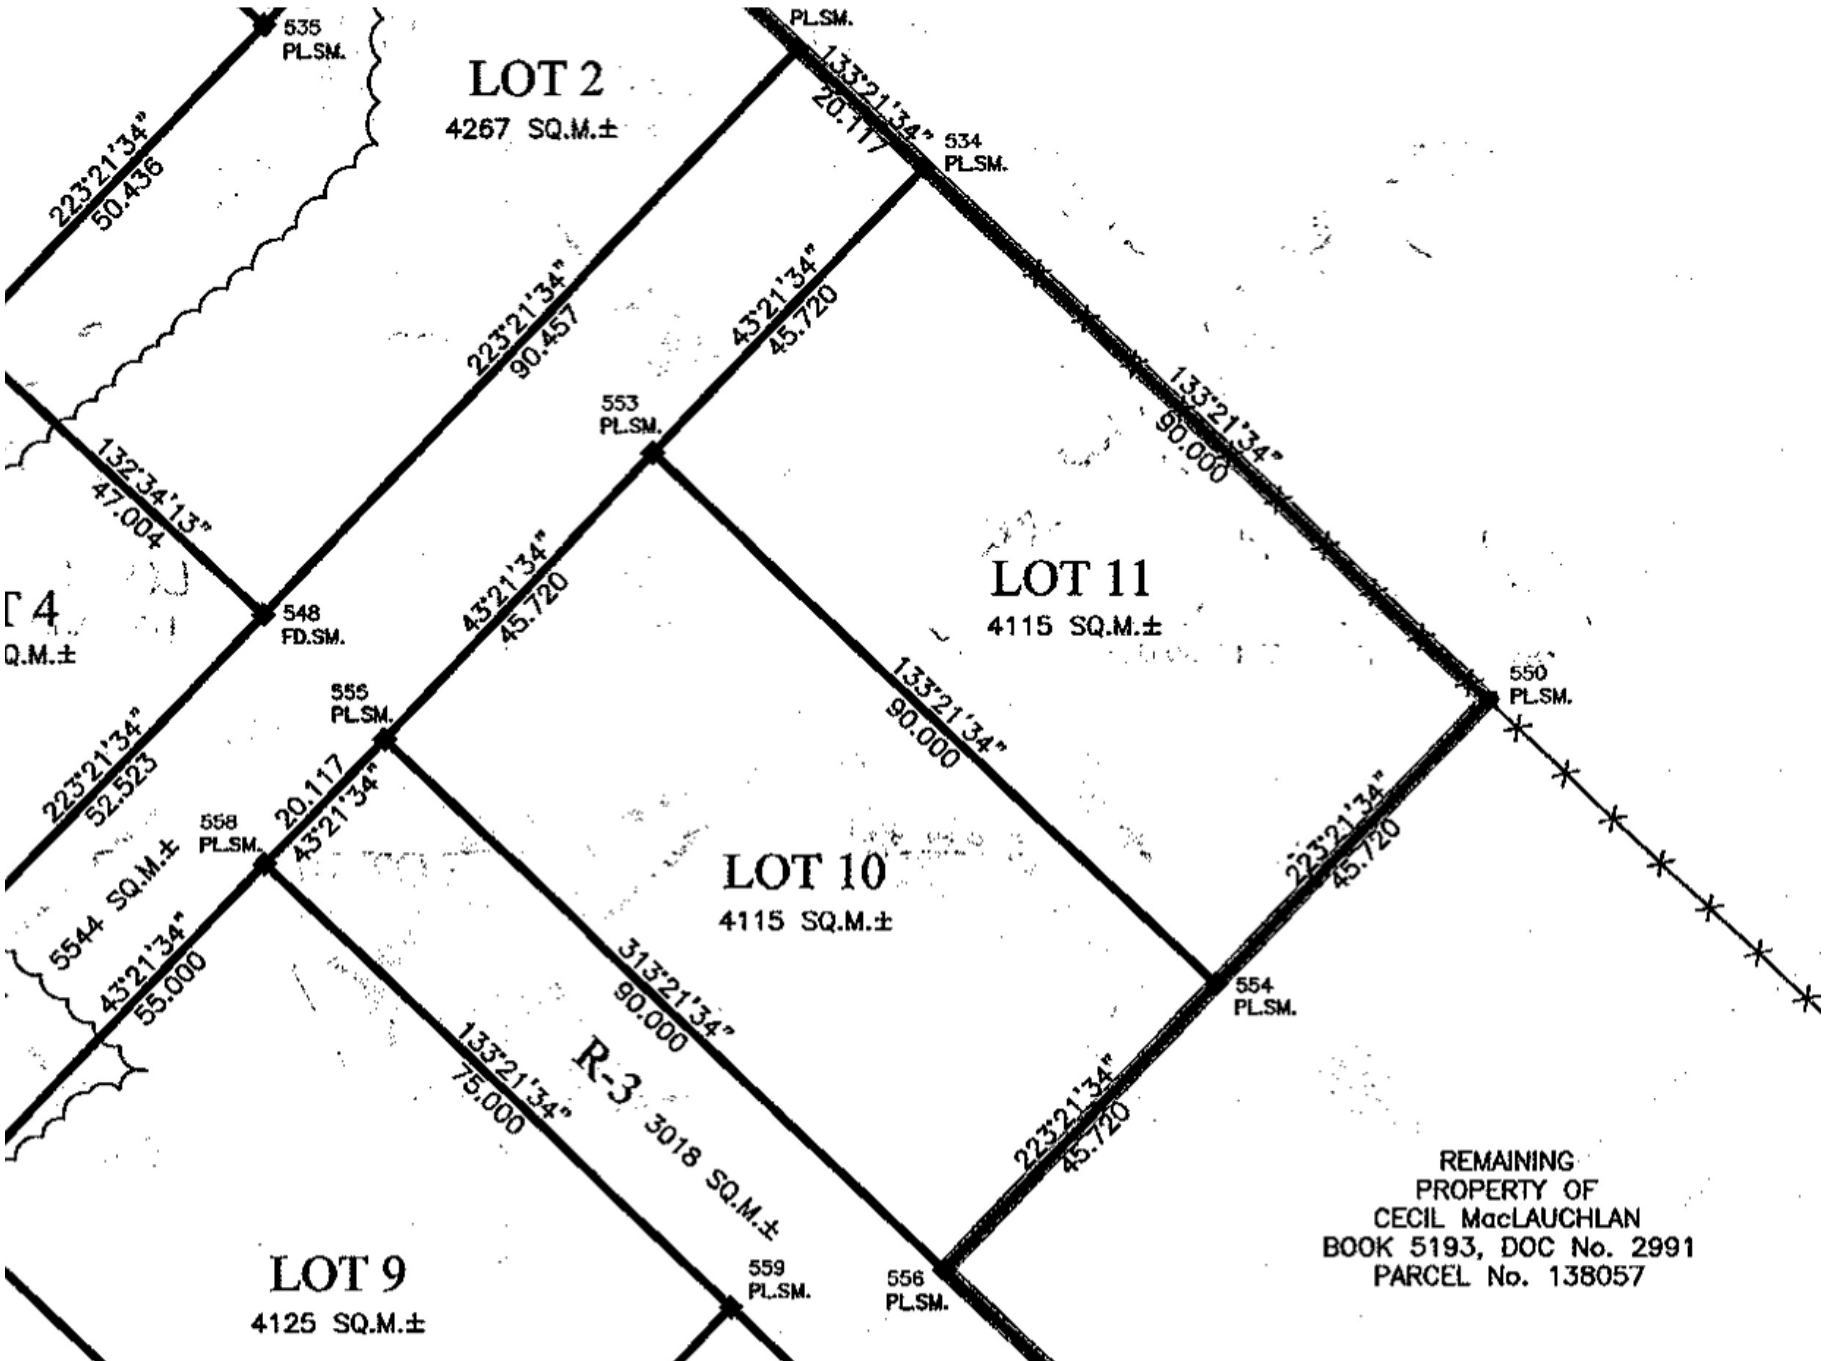 PL.SM.
535
PL.SM.
LOT 2
4267 SQ.M.±
133°21'34"
20.117
534
PL.SM.
223°21'34"
50.436
223°21'34"
90.457
43°21'34"
45.720
553
PL.SM.
133°21'34"
90.000
132°34'13"
47.004
43°21'34"
45.720
LOT 11
4115 SQ.M.±
T 4
Q.M.±
548
FD.SM.
550
PL.SM.
555
PL.SM.
133°21'34"
90.000
223°21'34"
52.523
20.117
43°21'34"
558
PL.SM.
223°21'34"
45.720
5544 SQ.M.±
LOT 10
4115 SQ.M.±
43°21'34"
55.000
313°21'34"
90.000
554
PL.SM.
133°21'34"
75.000
R-3
3018 SQ.M.±
223°21'34"
45.720
REMAINING
PROPERTY OF
CECIL MacLAUCHLAN
BOOK 5193, DOC No. 2991
PARCEL No. 138057
LOT 9
4125 SQ.M.±
559
PL.SM.
556
PL.SM.